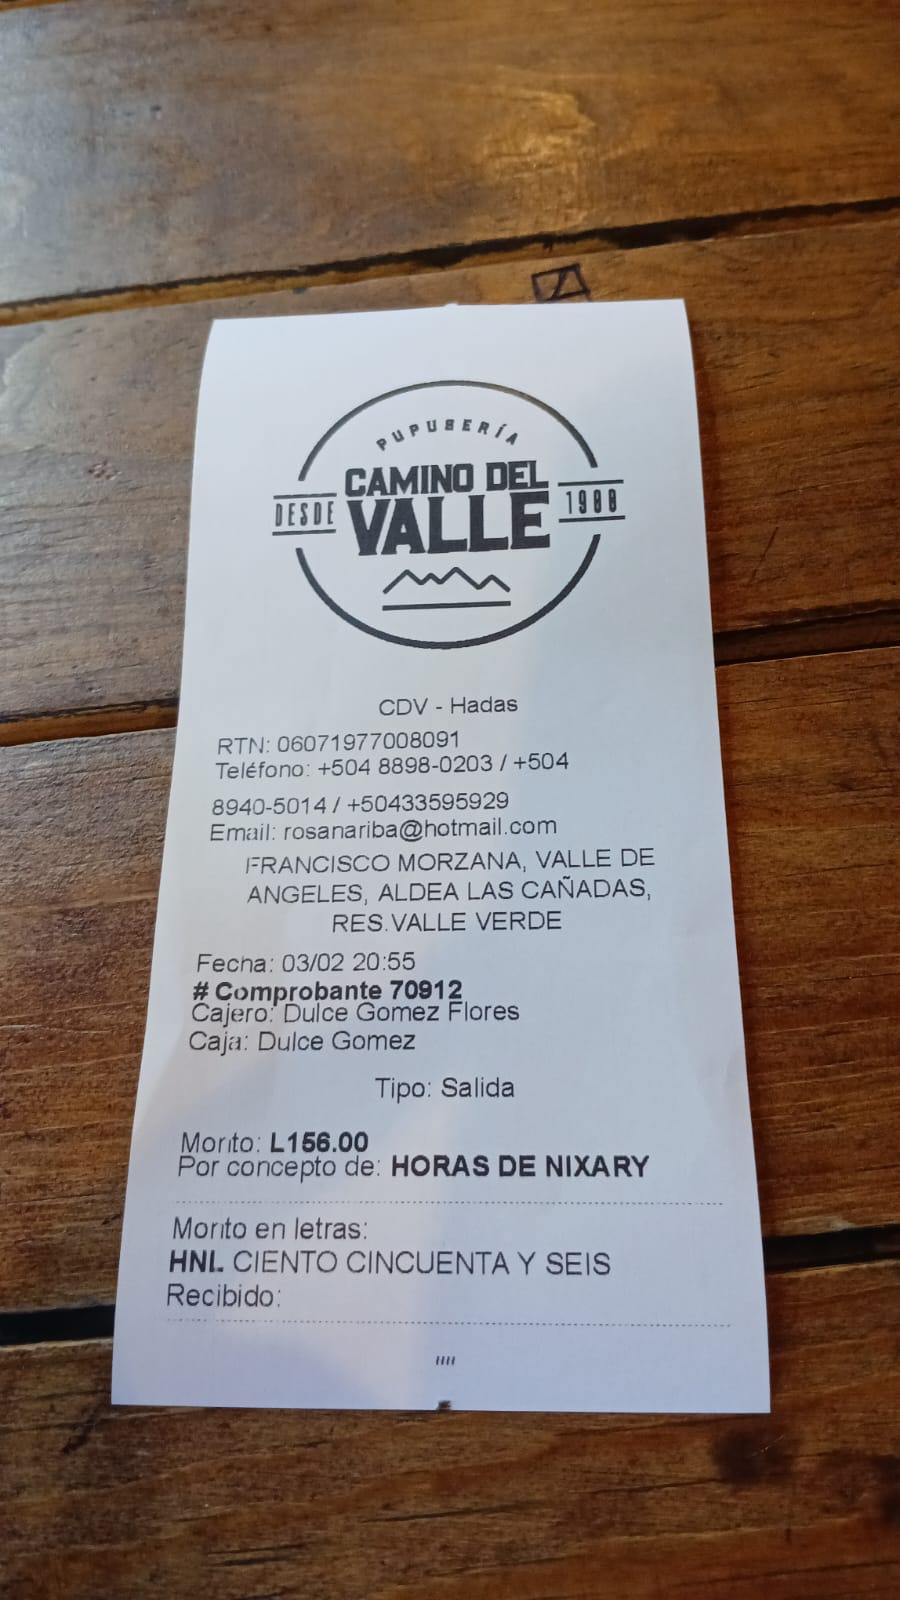 PUPUSERÍA
CAMINO DEL
DESDE VALLE 1988
CDV - Hadas
RTN: 06071977008091
Teléfono: +504 8898-0203 / +504
8940-5014 / +50433595929
Email: rosanariba@hotmail.com
FRANCISCO MORZANA, VALLE DE
ANGELES, ALDEA LAS CAÑADAS,
RES.VALLE VERDE
Fecha: 03/02 20:55
# Comprobante 70912
Cajero: Dulce Gomez Flores
Caja: Dulce Gomez
Tipo: Salida
Monto: L156.00
Por concepto de: HORAS DE NIXARY
Monto en letras:
HNL CIENTO CINCUENTA Y SEIS
Recibido:
////